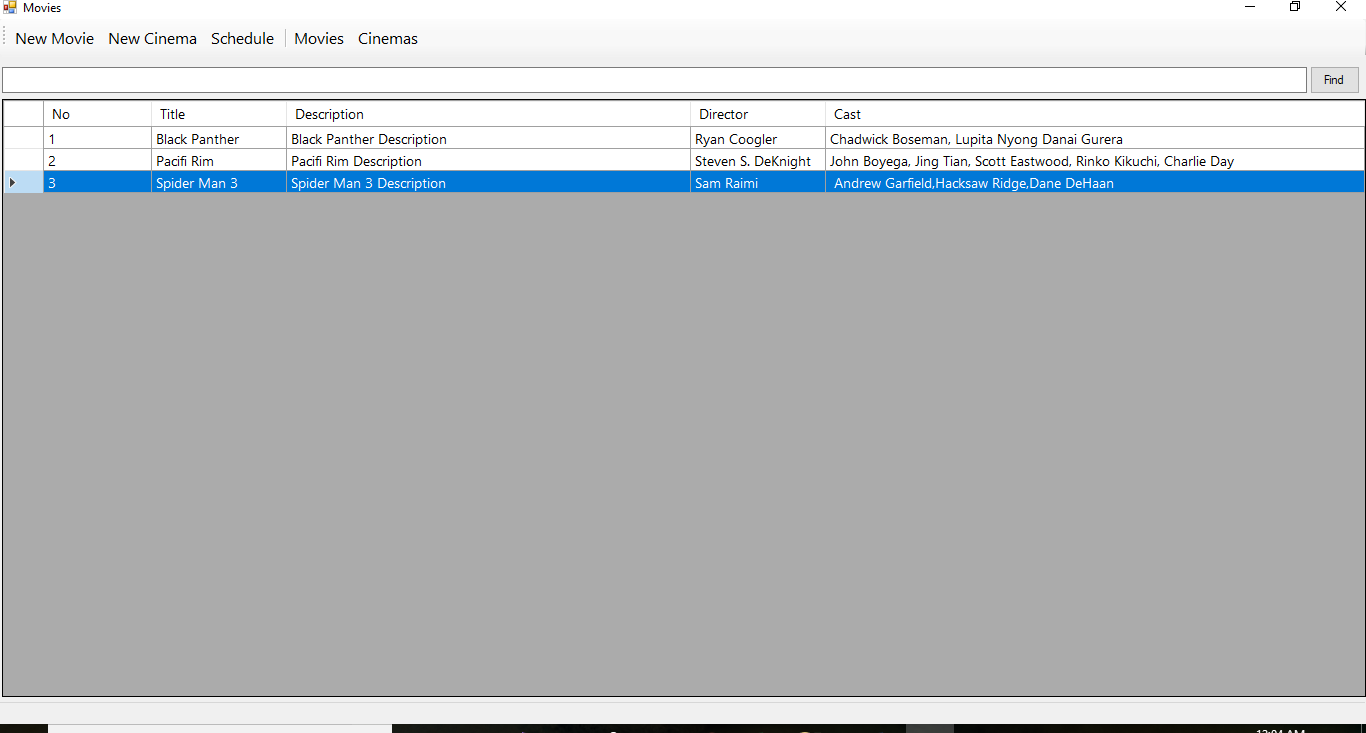 Movies
New Movie New Cinema Schedule Movies Cinemas
Find
No Title Description Director Cast
1 Black Panther Black Panther Description Ryan Coogler Chadwick Boseman, Lupita Nyong Danai Gurera
2 Pacifi Rim Pacifi Rim Description Steven S. DeKnight John Boyega, Jing Tian, Scott Eastwood, Rinko Kikuchi, Charlie Day
3 Spider Man 3 Spider Man 3 Description Sam Raimi Andrew Garfield,Hacksaw Ridge,Dane DeHaan